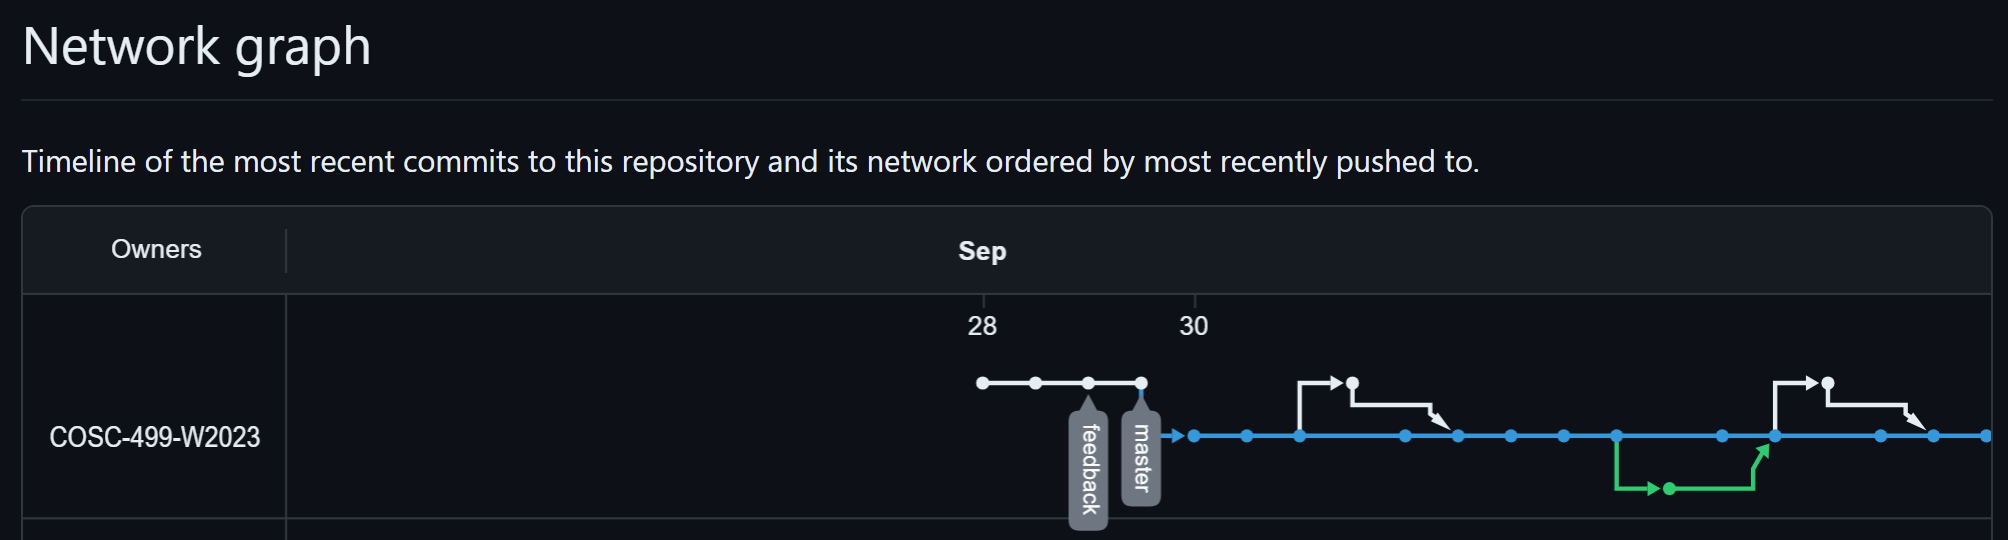 Network graph
Timeline of the most recent commits to this repository and its network ordered by most recently pushed to.
Owners
Sep
28
30
COSC-499-W2023
feedback
master